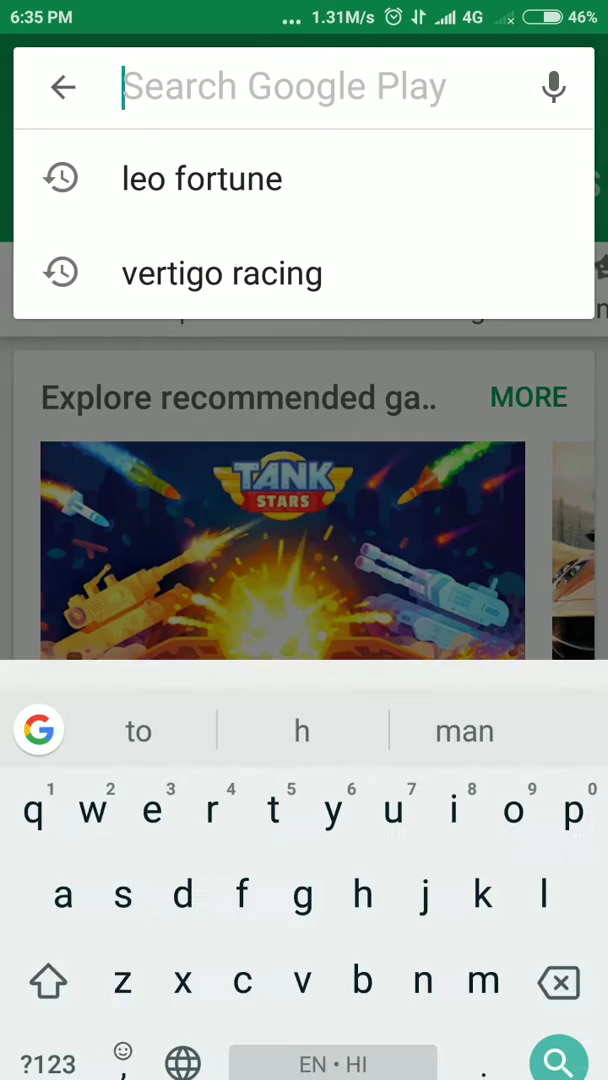 6:35 PM ... 1.31M/s 4G 46%
Search Google Play
leo fortune
vertigo racing
Explore recommended ga.. MORE
TANK
STARS
to h man
1 2 3 4 5 6 7 8 9 0
q w e r t y u i o p
a s d f g h j k l
z x c v b n m
?123 , EN • HI .